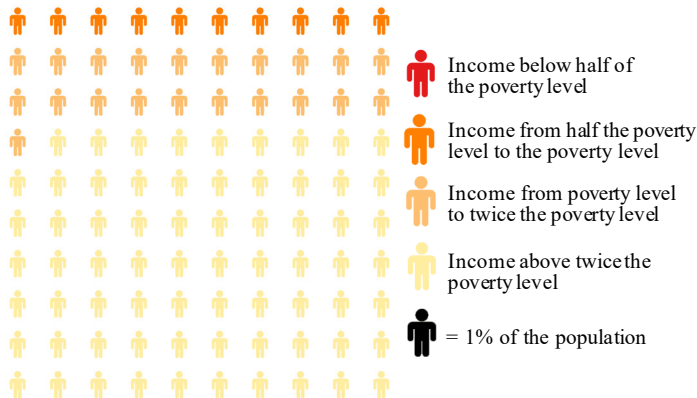 Income below half of
the poverty level
Income from half the poverty
level to the poverty level
Income from poverty level
to twice the poverty level
Income above twice the
poverty level
= 1% of the population